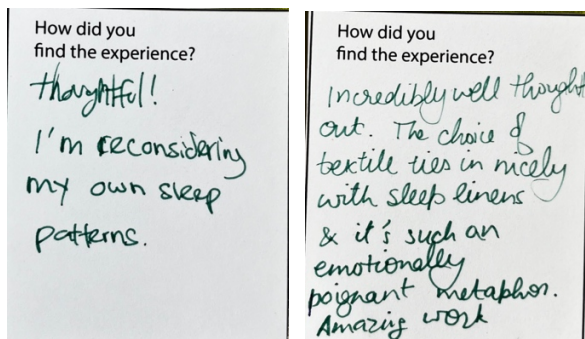 How did you
find the experience?
thoughtful!
I'm reconsidering
my own sleep
patterns.
How did you
find the experience?
Incredibly well thought
out. The choice of
textile ties in nicely
with sleep linens
& it's such an
emotionally
poignant metaphor.
Amazing work